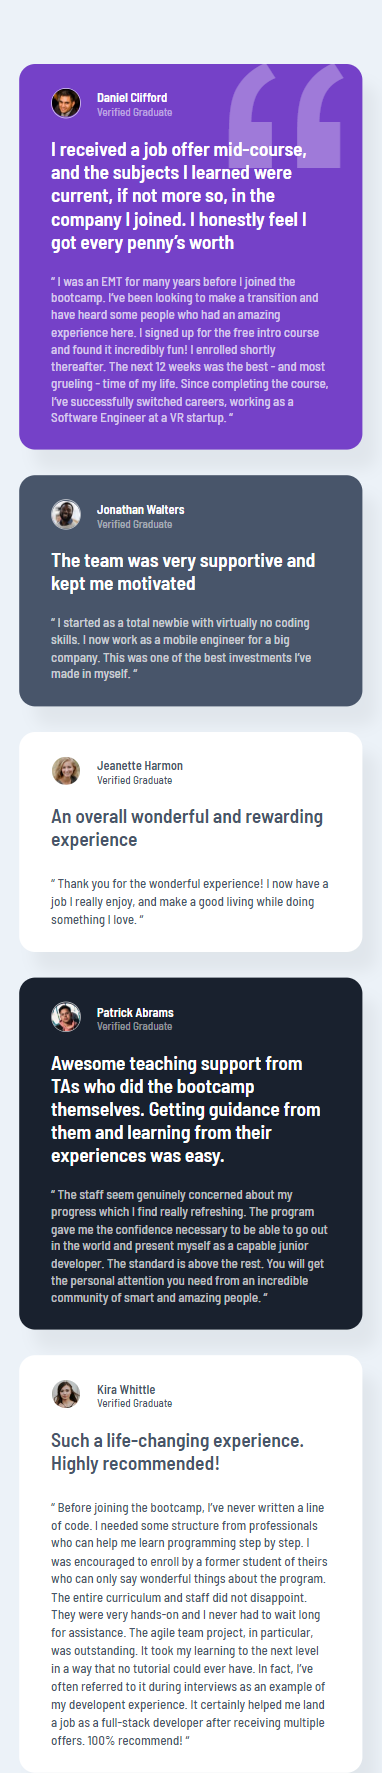 Daniel Clifford
Verified Graduate
I received a job offer mid-course,
and the subjects I learned were
current, if not more so, in the
company I joined. I honestly feel I
got every penny’s worth
“ I was an EMT for many years before I joined the
bootcamp. I’ve been looking to make a transition and
have heard some people who had an amazing
experience here. I signed up for the free intro course
and found it incredibly fun! I enrolled shortly
thereafter. The next 12 weeks was the best - and most
grueling - time of my life. Since completing the course,
I’ve successfully switched careers, working as a
Software Engineer at a VR startup. “
Jonathan Walters
Verified Graduate
The team was very supportive and
kept me motivated
“ I started as a total newbie with virtually no coding
skills. I now work as a mobile engineer for a big
company. This was one of the best investments I’ve
made in myself. “
Jeanette Harmon
Verified Graduate
An overall wonderful and rewarding
experience
“ Thank you for the wonderful experience! I now have a
job I really enjoy, and make a good living while doing
something I love. “
Patrick Abrams
Verified Graduate
Awesome teaching support from
TAs who did the bootcamp
themselves. Getting guidance from
them and learning from their
experiences was easy.
“ The staff seem genuinely concerned about my
progress which I find really refreshing. The program
gave me the confidence necessary to be able to go out
in the world and present myself as a capable junior
developer. The standard is above the rest. You will get
the personal attention you need from an incredible
community of smart and amazing people. ”
Kira Whittle
Verified Graduate
Such a life-changing experience.
Highly recommended!
“ Before joining the bootcamp, I’ve never written a line
of code. I needed some structure from professionals
who can help me learn programming step by step. I
was encouraged to enroll by a former student of theirs
who can only say wonderful things about the program.
The entire curriculum and staff did not disappoint.
They were very hands-on and I never had to wait long
for assistance. The agile team project, in particular,
was outstanding. It took my learning to the next level
in a way that no tutorial could ever have. In fact, I’ve
often referred to it during interviews as an example of
my developent experience. It certainly helped me land
a job as a full-stack developer after receiving multiple
offers. 100% recommend! “